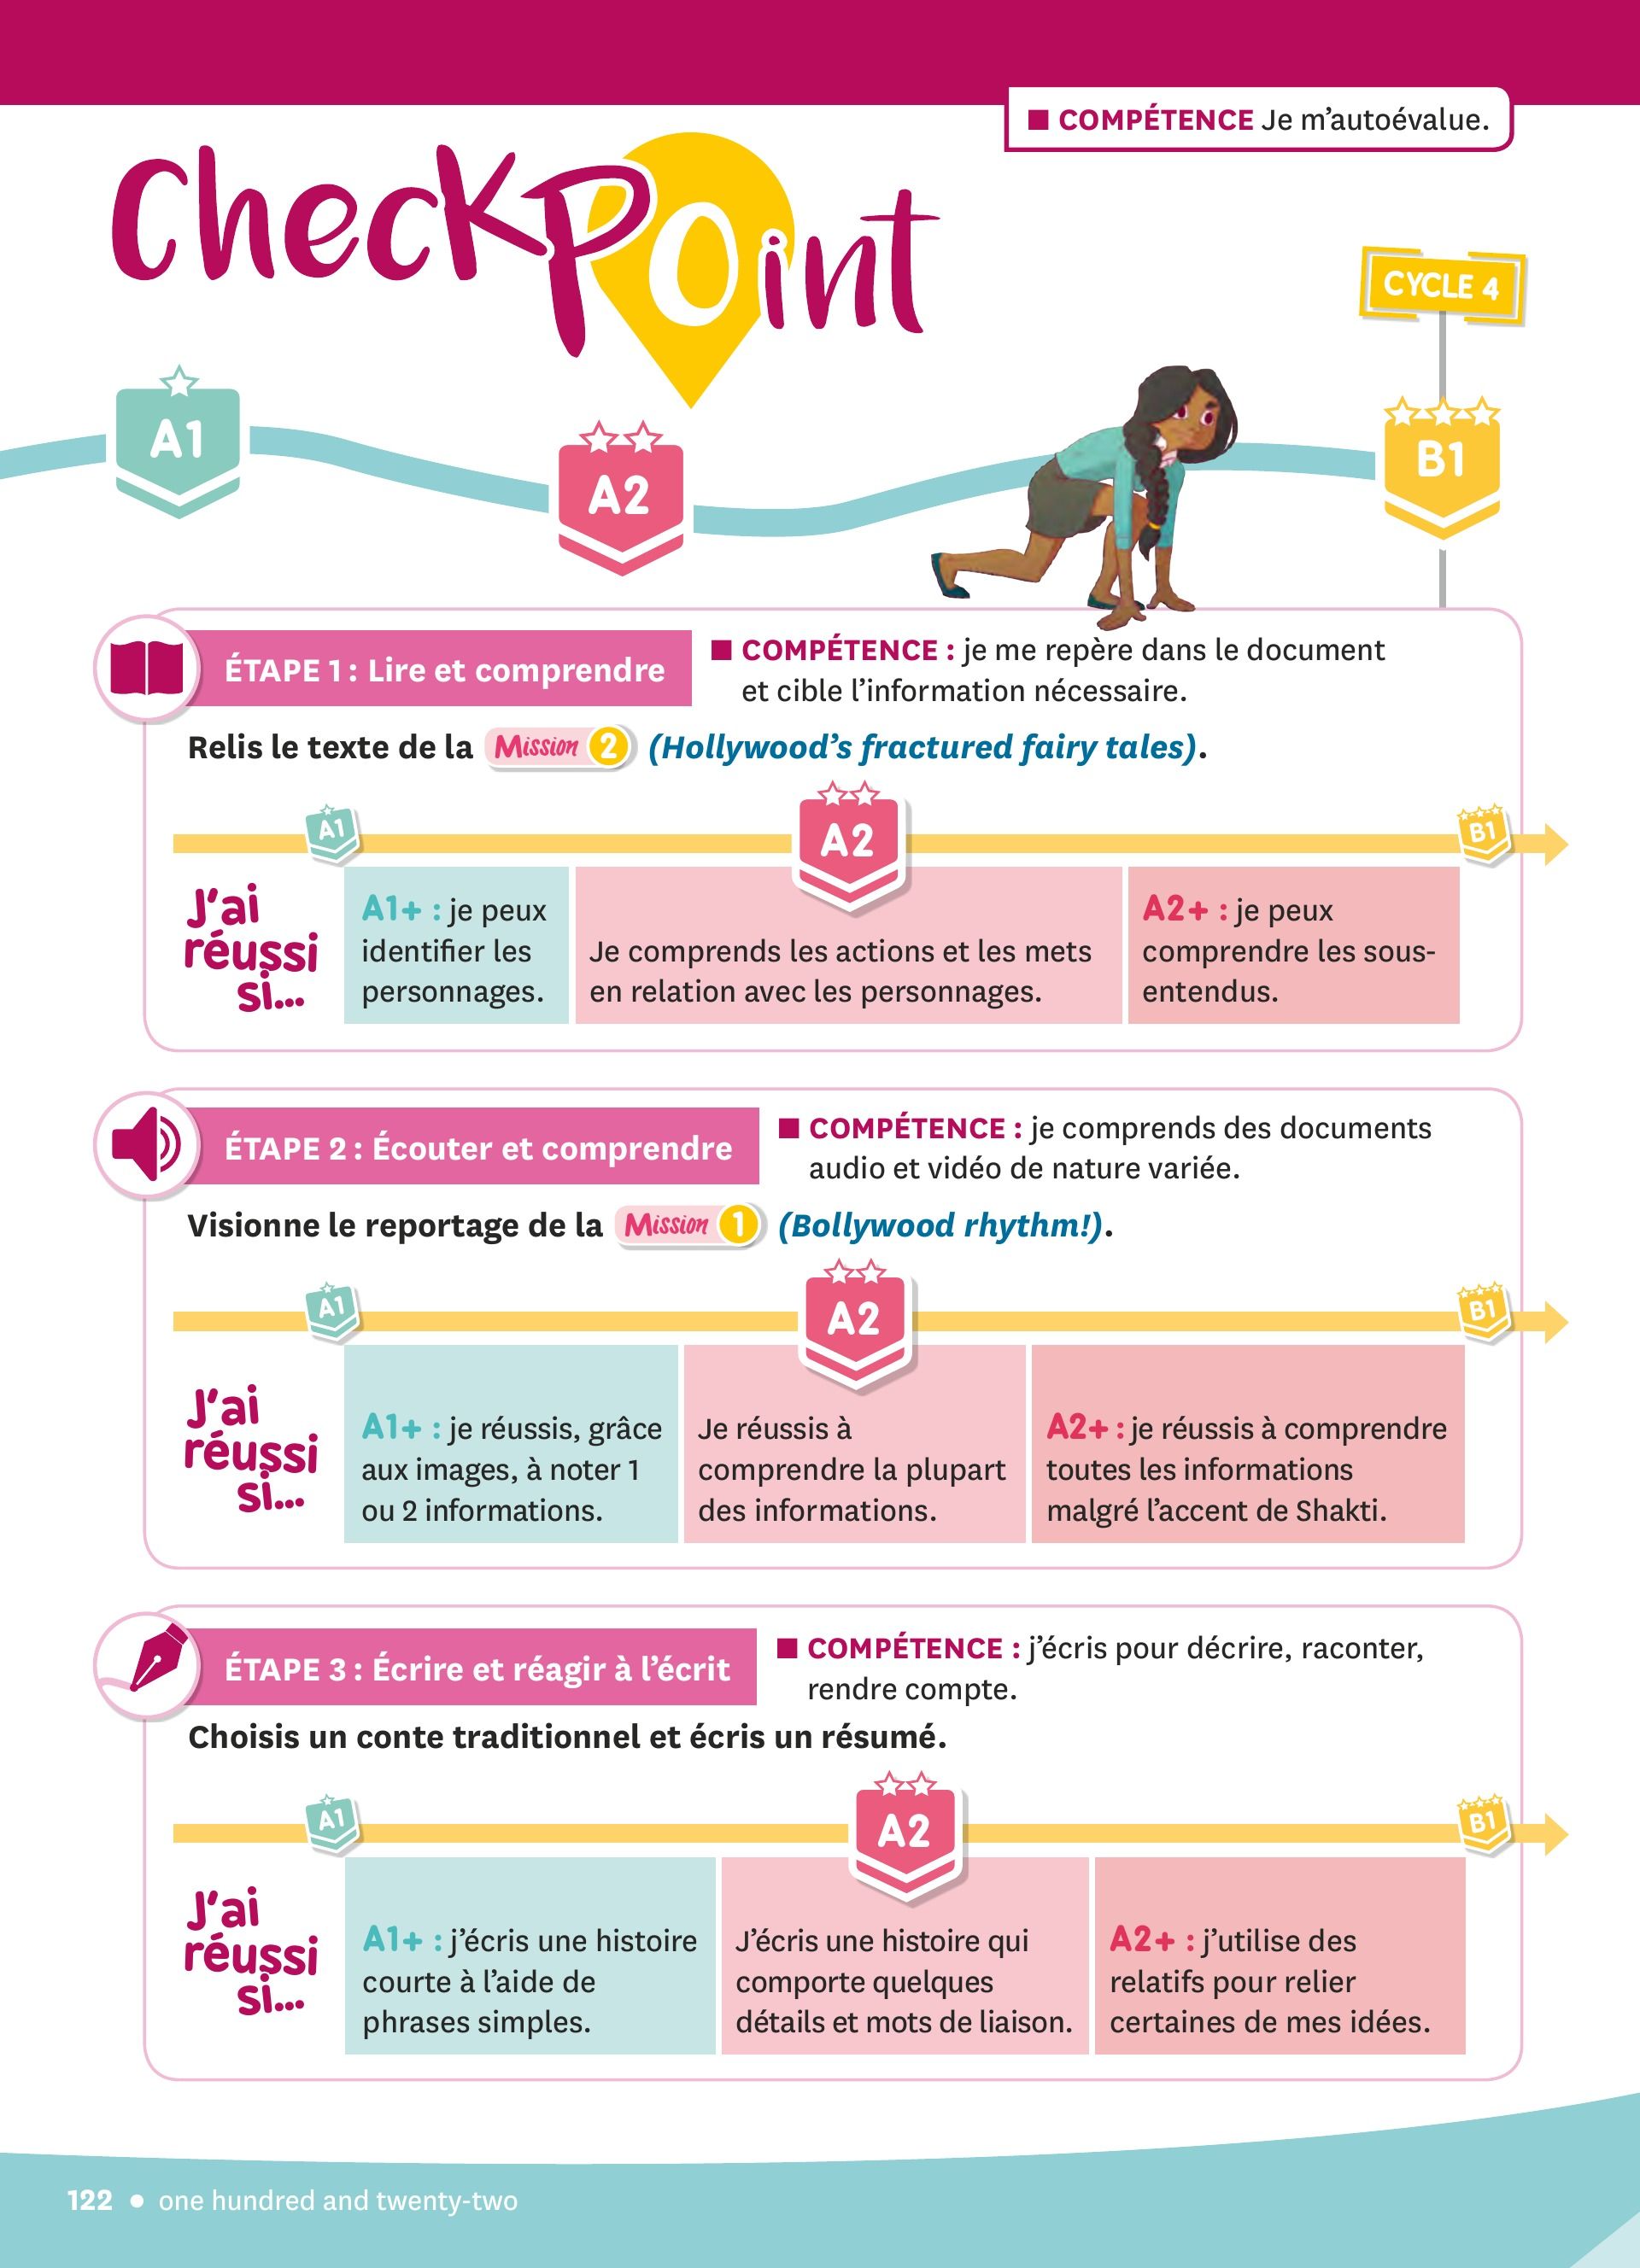 ■ COMPÉTENCE Je m'autoévalue.
CheckPoint
CYCLE 4
A1
A2
B1
ÉTAPE 1 : Lire et comprendre
■ COMPÉTENCE : je me repère dans le document
et cible l'information nécessaire.
Relis le texte de la Mission 2 (Hollywood's fractured fairy tales).
A1
A2
B1
J'ai
réussi
si...
A1+ : je peux
identifier les
personnages.
Je comprends les actions et les mets
en relation avec les personnages.
A2+ : je peux
comprendre les sous-
entendus.
ÉTAPE 2 : Écouter et comprendre
■ COMPÉTENCE : je comprends des documents
audio et vidéo de nature variée.
Visionne le reportage de la Mission 1 (Bollywood rhythm!).
A1
A2
B1
J'ai
réussi
si...
A1+ : je réussis, grâce
aux images, à noter 1
ou 2 informations.
Je réussis à
comprendre la plupart
des informations.
A2+ : je réussis à comprendre
toutes les informations
malgré l'accent de Shakti.
ÉTAPE 3 : Écrire et réagir à l'écrit
■ COMPÉTENCE : j'écris pour décrire, raconter,
rendre compte.
Choisis un conte traditionnel et écris un résumé.
A1
A2
B1
J'ai
réussi
si...
A1+ : j'écris une histoire
courte à l'aide de
phrases simples.
J'écris une histoire qui
comporte quelques
détails et mots de liaison.
A2+ : j'utilise des
relatifs pour relier
certaines de mes idées.
122 • one hundred and twenty-two